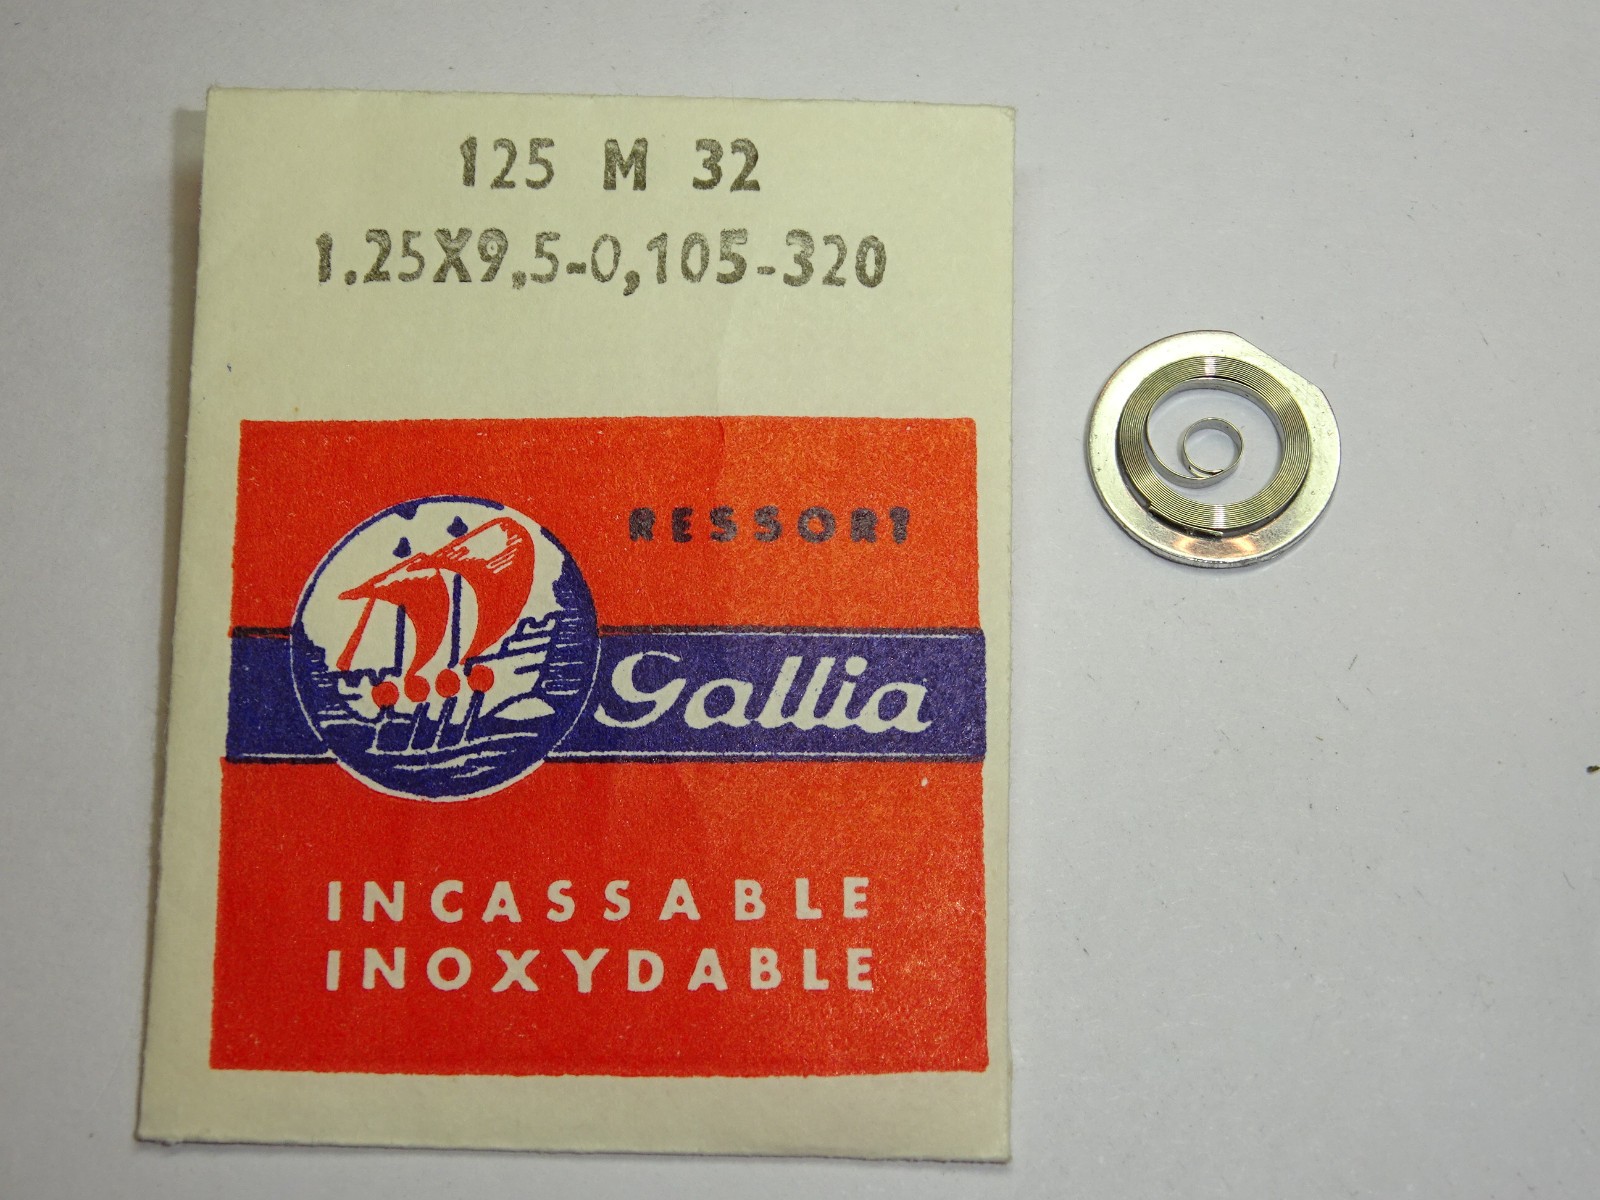 125 M 32
1.25X9,5-0,105-320
RESSORT
Gallia
INCASSABLE
INOXYDABLE